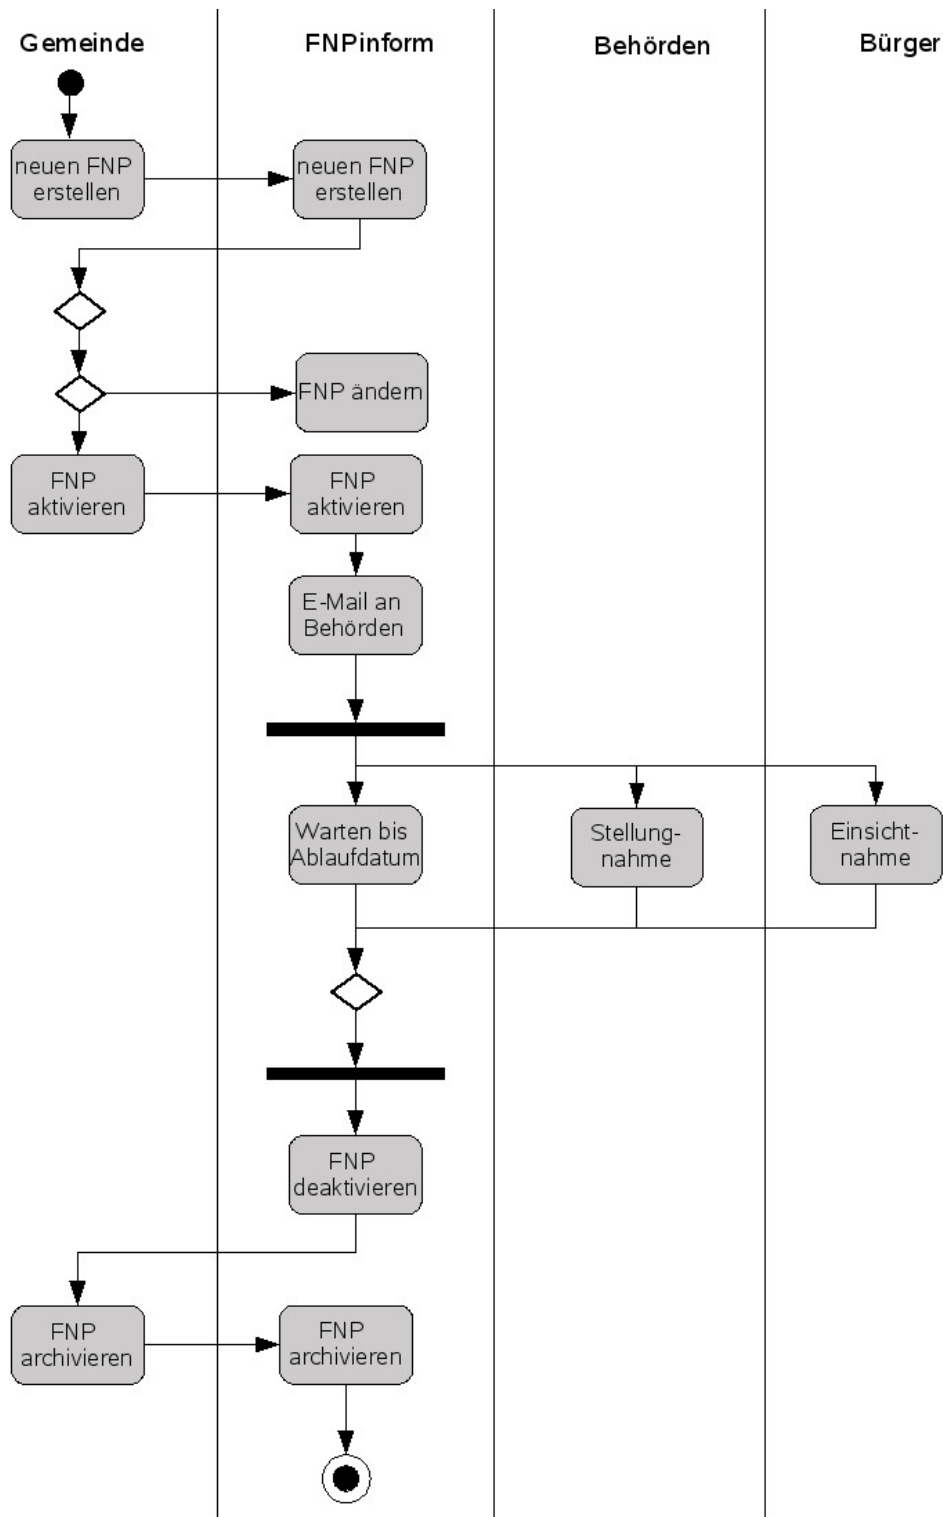 Gemeinde
FNPinform
Behörden
Bürger
neuen FNP
erstellen
neuen FNP
erstellen
FNP ändern
FNP
aktivieren
FNP
aktivieren
E-Mail an
Behörden
Warten bis
Ablaufdatum
Stellung-
nahme
Einsicht-
nahme
FNP
deaktivieren
FNP
archivieren
FNP
archivieren